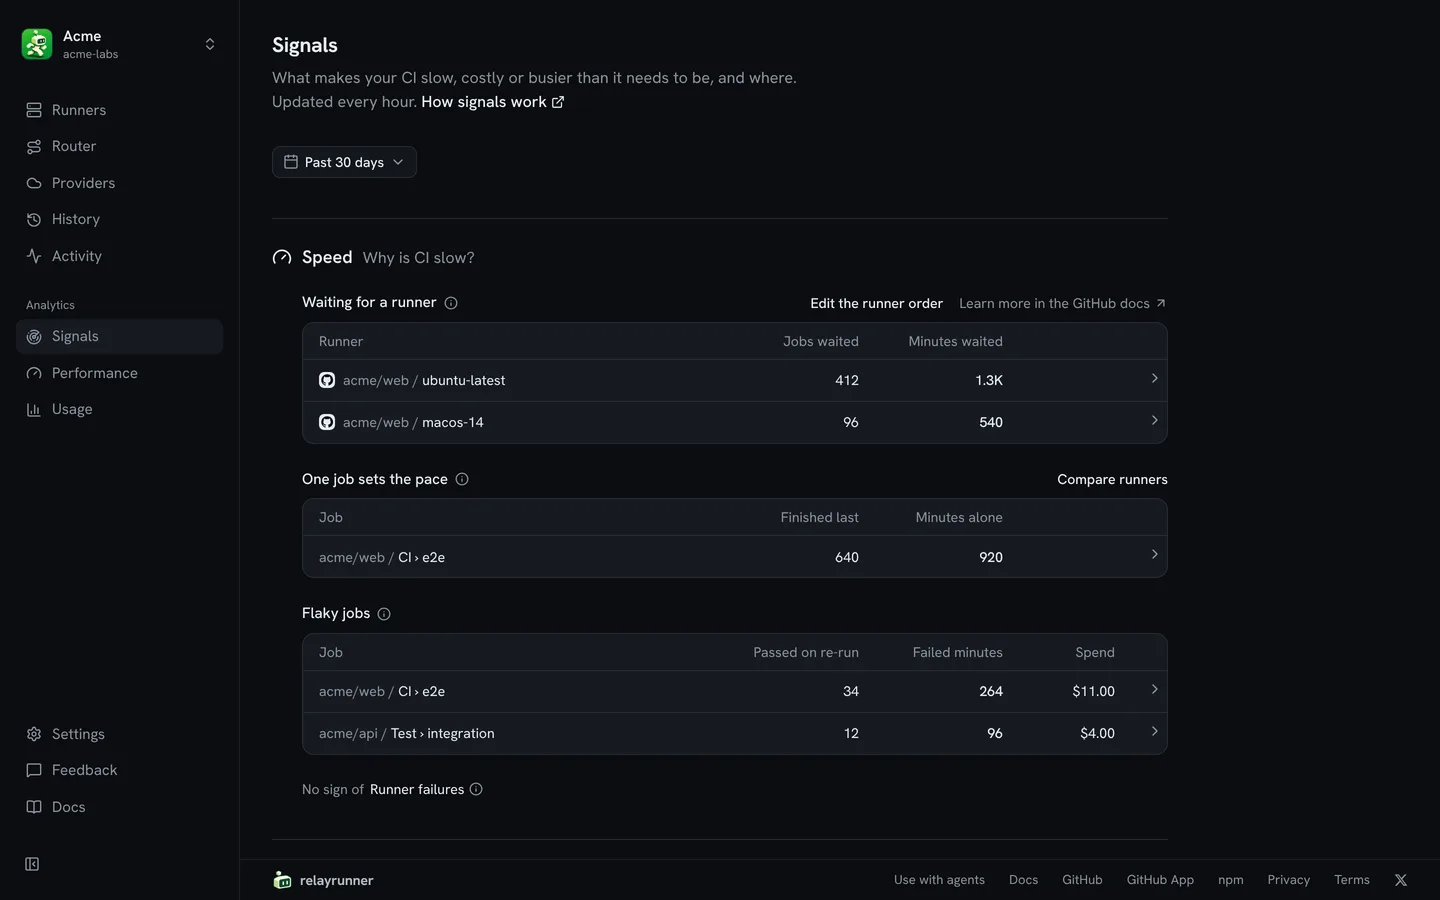 Acme
acme-labs
Runners
Router
Providers
History
Activity
Analytics
Signals
Performance
Usage
Settings
Feedback
Docs
Signals
What makes your CI slow, costly or busier than it needs to be, and where.
Updated every hour. How signals work
Past 30 days
Speed Why is CI slow?
Waiting for a runner Edit the runner order Learn more in the GitHub docs ↗
Runner Jobs waited Minutes waited
acme/web / ubuntu-latest 412 1.3K
acme/web / macos-14 96 540
One job sets the pace Compare runners
Job Finished last Minutes alone
acme/web / CI › e2e 640 920
Flaky jobs
Job Passed on re-run Failed minutes Spend
acme/web / CI › e2e 34 264 $11.00
acme/api / Test › integration 12 96 $4.00
No sign of Runner failures
relayrunner Use with agents Docs GitHub GitHub App npm Privacy Terms